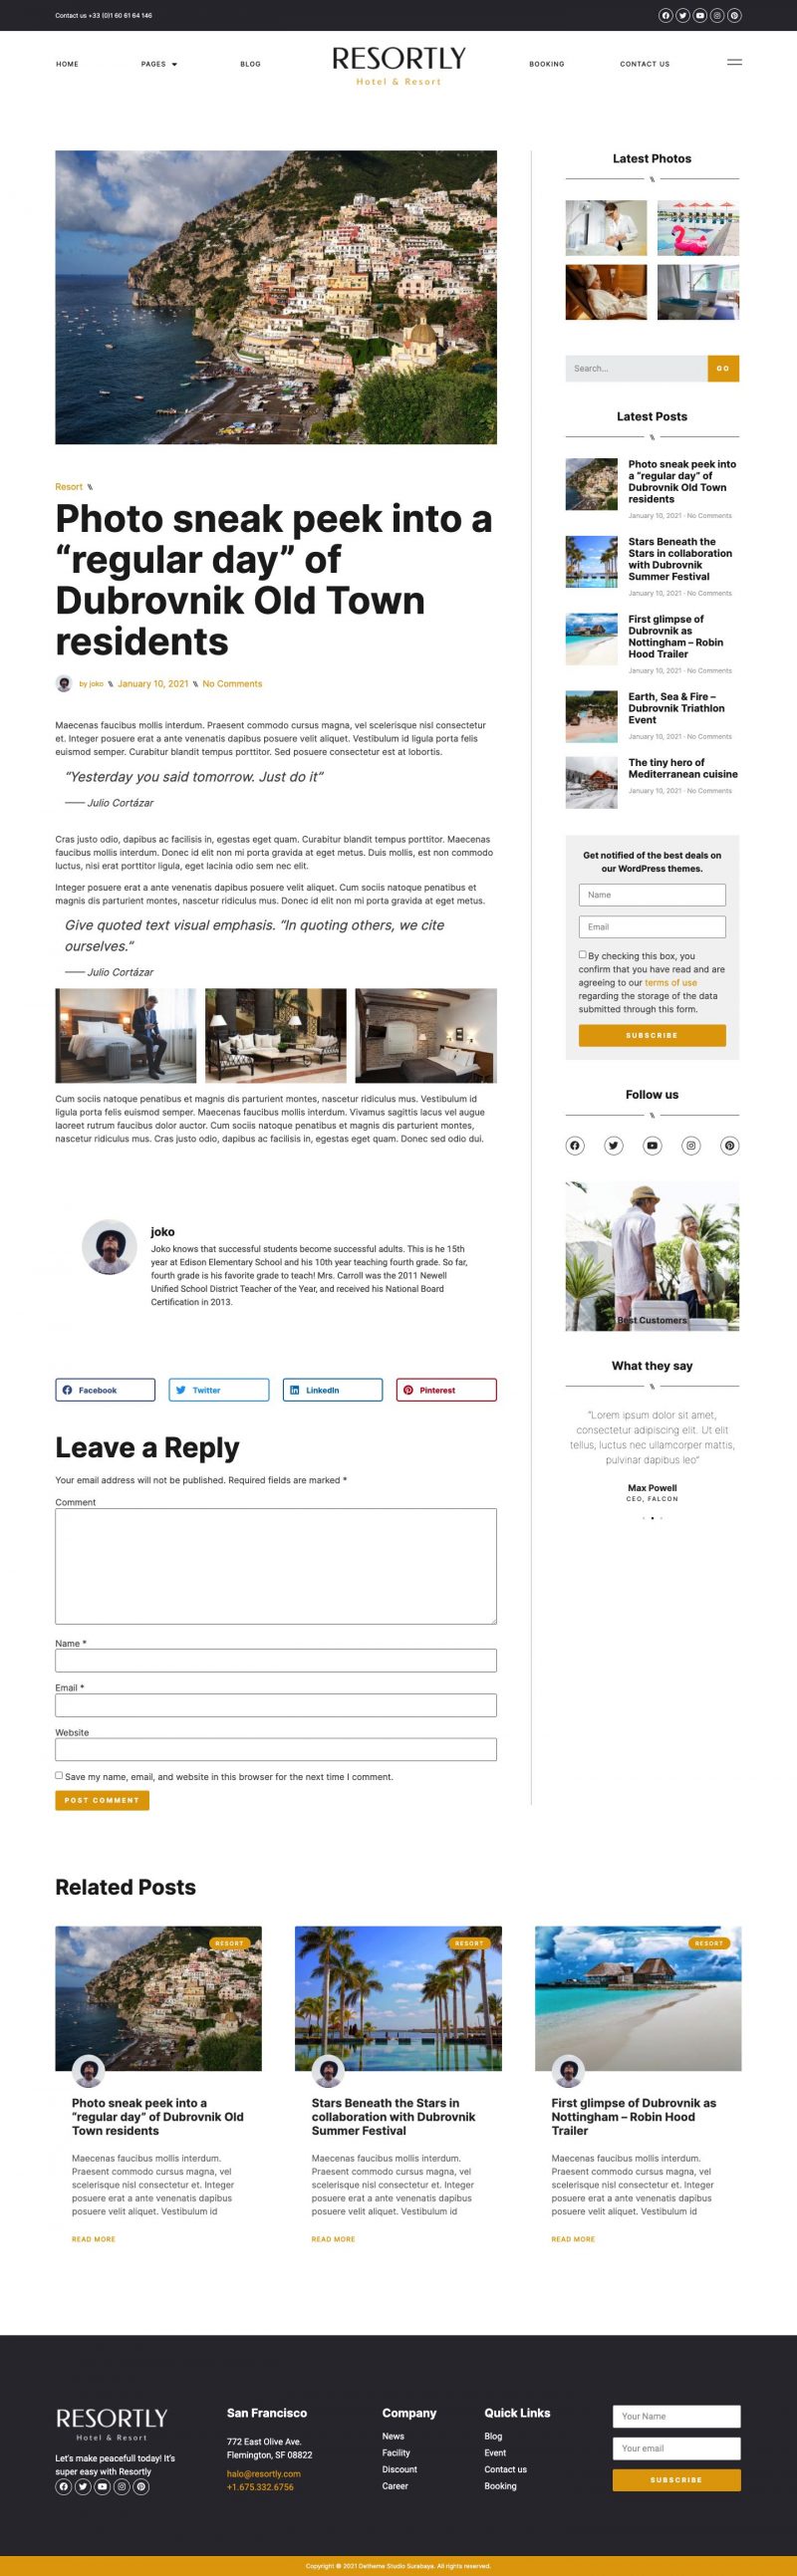 Contact us +33 (0)1 60 61 64 146
HOME
PAGES
BLOG
RESORTLY
Hotel & Resort
BOOKING
CONTACT US
Resort \\
Photo sneak peek into a
“regular day” of
Dubrovnik Old Town
residents
by joko \\ January 10, 2021 \\ No Comments
Maecenas faucibus mollis interdum. Praesent commodo cursus magna, vel scelerisque nisl consectetur
et. Integer posuere erat a ante venenatis dapibus posuere velit aliquet. Vestibulum id ligula porta felis
euismod semper. Curabitur blandit tempus porttitor. Sed posuere consectetur est at lobortis.
“Yesterday you said tomorrow. Just do it”
—— Julio Cortázar
Cras justo odio, dapibus ac facilisis in, egestas eget quam. Curabitur blandit tempus porttitor. Maecenas
faucibus mollis interdum. Donec id elit non mi porta gravida at eget metus. Duis mollis, est non commodo
luctus, nisi erat porttitor ligula, eget lacinia odio sem nec elit.
Integer posuere erat a ante venenatis dapibus posuere velit aliquet. Cum sociis natoque penatibus et
magnis dis parturient montes, nascetur ridiculus mus. Donec id elit non mi porta gravida at eget metus.
Give quoted text visual emphasis. “In quoting others, we cite
ourselves.”
—— Julio Cortázar
Cum sociis natoque penatibus et magnis dis parturient montes, nascetur ridiculus mus. Vestibulum id
ligula porta felis euismod semper. Maecenas faucibus mollis interdum. Vivamus sagittis lacus vel augue
laoreet rutrum faucibus dolor auctor. Cum sociis natoque penatibus et magnis dis parturient montes,
nascetur ridiculus mus. Cras justo odio, dapibus ac facilisis in, egestas eget quam. Donec sed odio dui.
joko
Joko knows that successful students become successful adults. This is he 15th
year at Edison Elementary School and his 10th year teaching fourth grade. So far,
fourth grade is his favorite grade to teach! Mrs. Carroll was the 2011 Newell
Unified School District Teacher of the Year, and received his National Board
Certification in 2013.
Facebook
Twitter
LinkedIn
Pinterest
Leave a Reply
Your email address will not be published. Required fields are marked *
Comment
Name *
Email *
Website
Save my name, email, and website in this browser for the next time I comment.
POST COMMENT
Latest Photos
\\
Search...
GO
Latest Posts
\\
Photo sneak peek into
a “regular day” of
Dubrovnik Old Town
residents
January 10, 2021 · No Comments
Stars Beneath the
Stars in collaboration
with Dubrovnik
Summer Festival
January 10, 2021 · No Comments
First glimpse of
Dubrovnik as
Nottingham – Robin
Hood Trailer
January 10, 2021 · No Comments
Earth, Sea & Fire –
Dubrovnik Triathlon
Event
January 10, 2021 · No Comments
The tiny hero of
Mediterranean cuisine
January 10, 2021 · No Comments
Get notified of the best deals on
our WordPress themes.
Name
Email
By checking this box, you
confirm that you have read and are
agreeing to our terms of use
regarding the storage of the data
submitted through this form.
SUBSCRIBE
Follow us
\\
Best Customers
What they say
\\
“Lorem ipsum dolor sit amet,
consectetur adipiscing elit. Ut elit
tellus, luctus nec ullamcorper mattis,
pulvinar dapibus leo”
Max Powell
CEO, FALCON
Related Posts
RESORT
Photo sneak peek into a
“regular day” of Dubrovnik Old
Town residents
Maecenas faucibus mollis interdum.
Praesent commodo cursus magna, vel
scelerisque nisl consectetur et. Integer
posuere erat a ante venenatis dapibus
posuere velit aliquet. Vestibulum id
READ MORE
RESORT
Stars Beneath the Stars in
collaboration with Dubrovnik
Summer Festival
Maecenas faucibus mollis interdum.
Praesent commodo cursus magna, vel
scelerisque nisl consectetur et. Integer
posuere erat a ante venenatis dapibus
posuere velit aliquet. Vestibulum id
READ MORE
RESORT
First glimpse of Dubrovnik as
Nottingham – Robin Hood
Trailer
Maecenas faucibus mollis interdum.
Praesent commodo cursus magna, vel
scelerisque nisl consectetur et. Integer
posuere erat a ante venenatis dapibus
posuere velit aliquet. Vestibulum id
READ MORE
RESORTLY
Hotel & Resort
Let's make peacefull today! It's
super easy with Resortly
San Francisco
772 East Olive Ave.
Flemington, SF 08822
halo@resortly.com
+1.675.332.6756
Company
News
Facility
Discount
Career
Quick Links
Blog
Event
Contact us
Booking
Your Name
Your email
SUBSCRIBE
Copyright © 2021 Detheme Studio Surabaya. All rights reserved.